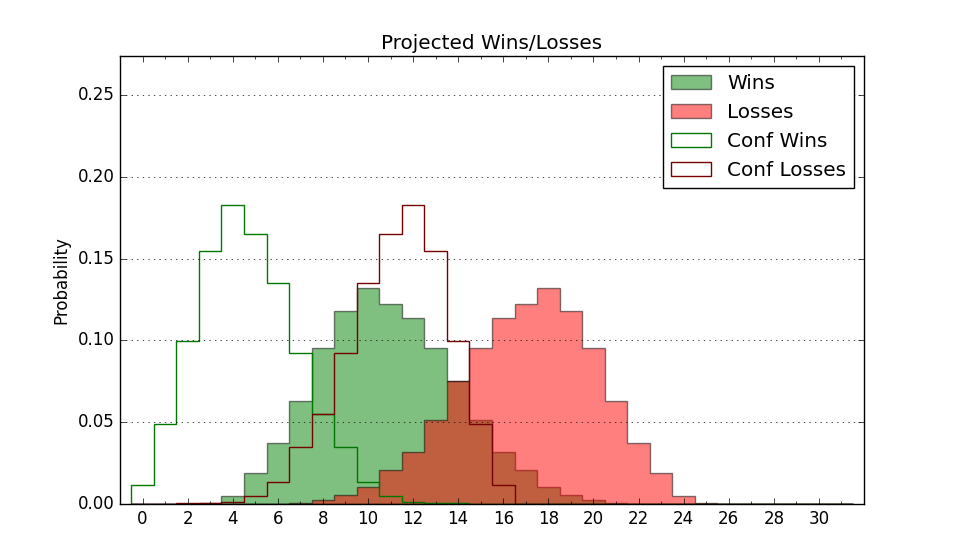 Projected Wins/Losses
Wins
Losses
Conf Wins
Conf Losses
Probability
0.25
0.20
0.15
0.10
0.05
0.00
0 2 4 6 8 10 12 14 16 18 20 22 24 26 28 30